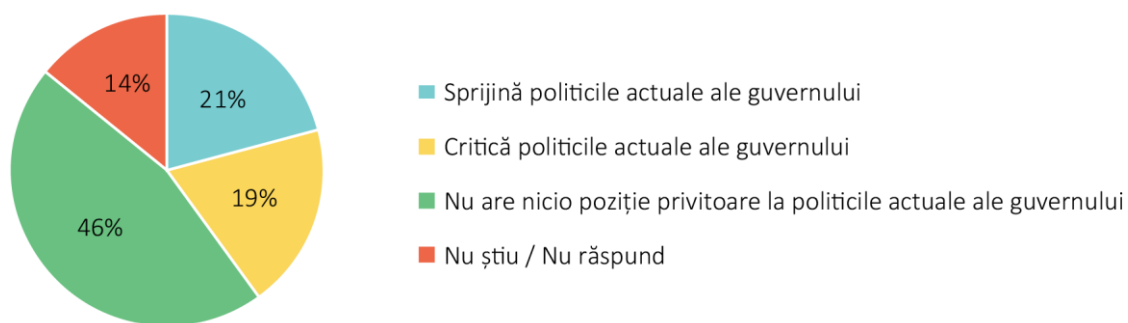 14%
21%
19%
46%
Sprijină politicile actuale ale guvernului
Critică politicile actuale ale guvernului
Nu are nicio poziție privitoare la politicile actuale ale guvernului
Nu știu / Nu răspund